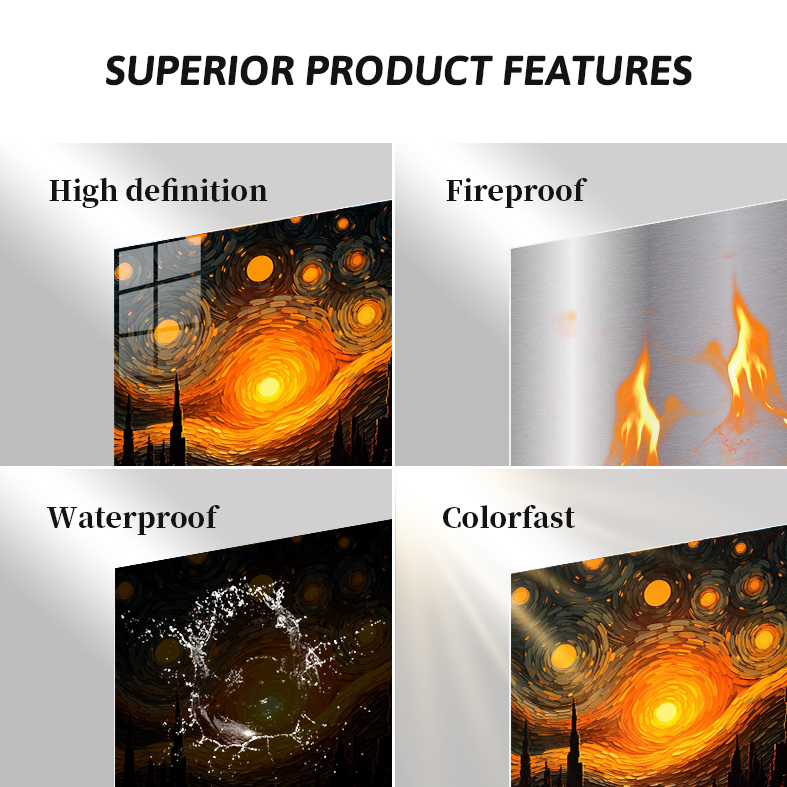 SUPERIOR PRODUCT FEATURES
High definition
Fireproof
Waterproof
Colorfast